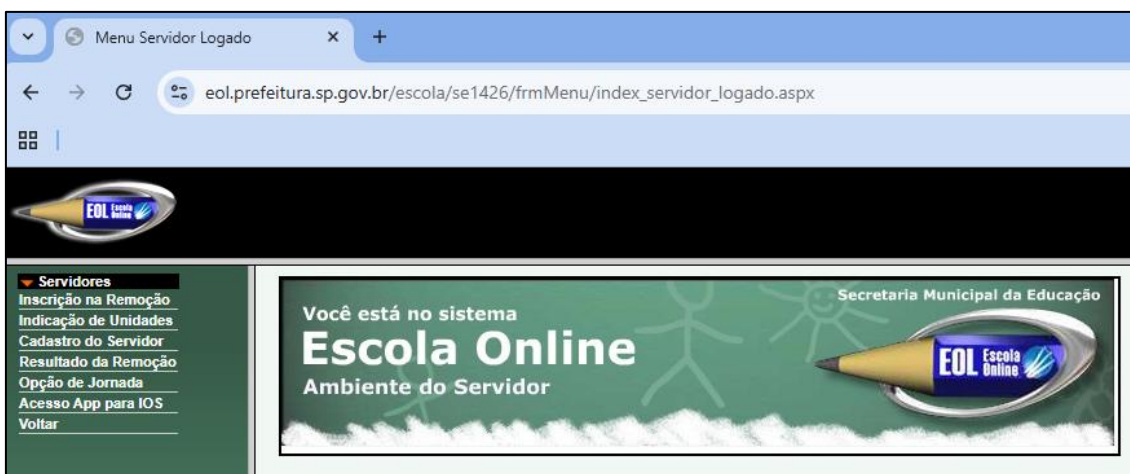 Menu Servidor Logado
eol.prefeitura.sp.gov.br/escola/se1426/frmMenu/index_servidor_logado.aspx
EOL Escola
Online
Servidores
Inscrição na Remoção
Indicação de Unidades
Cadastro do Servidor
Resultado da Remoção
Opção de Jornada
Acesso App para IOS
Voltar
Secretaria Municipal da Educação
Você está no sistema
Escola Online
Ambiente do Servidor
EOL Escola
Online